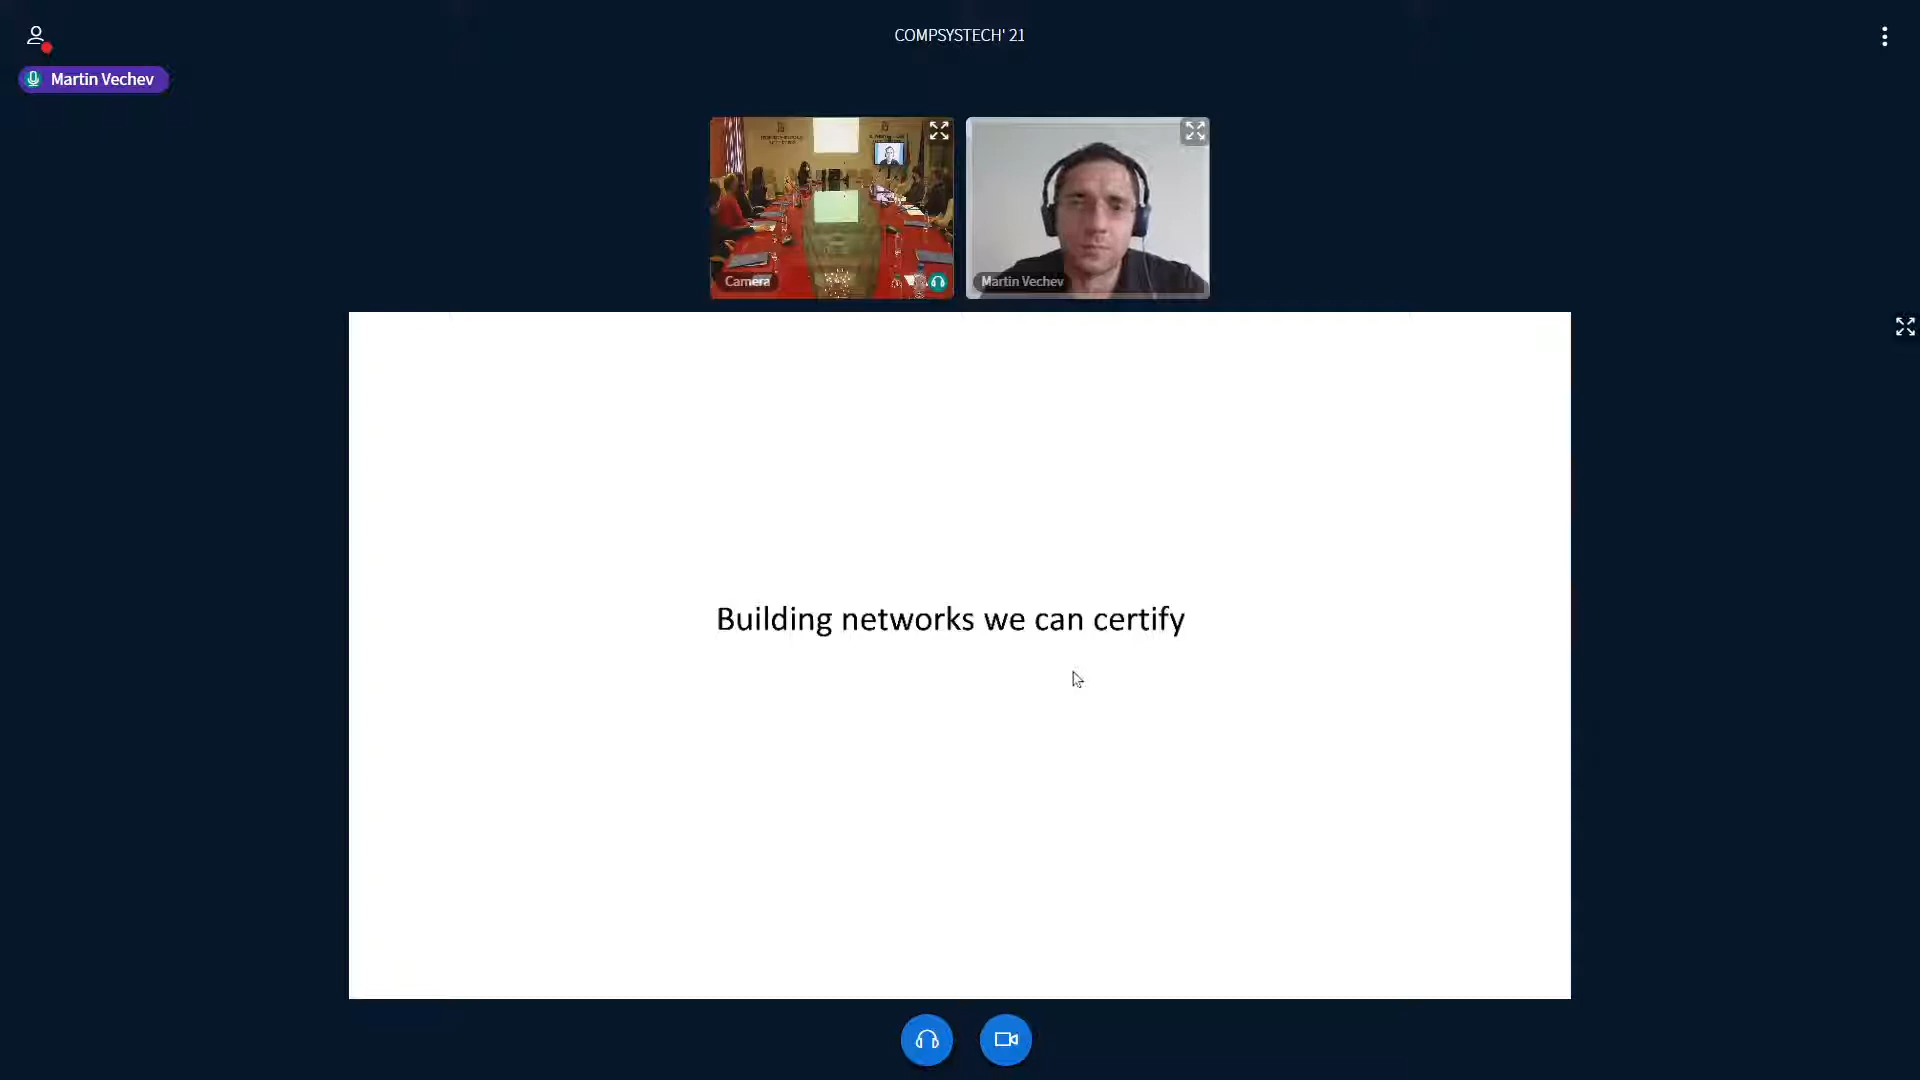 COMPSYSTECH' 21
Martin Vechev
Camera
Martin Vechev
Building networks we can certify